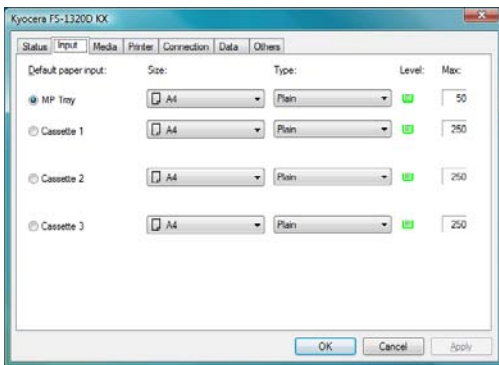 Kyocera FS-1320D KX
Status Input Media Printer Connection Data Others
Default paper input: Size: Type: Level: Max:
MP Tray A4 Plain 50
Cassette 1 A4 Plain 250
Cassette 2 A4 Plain 250
Cassette 3 A4 Plain 250
OK Cancel Apply